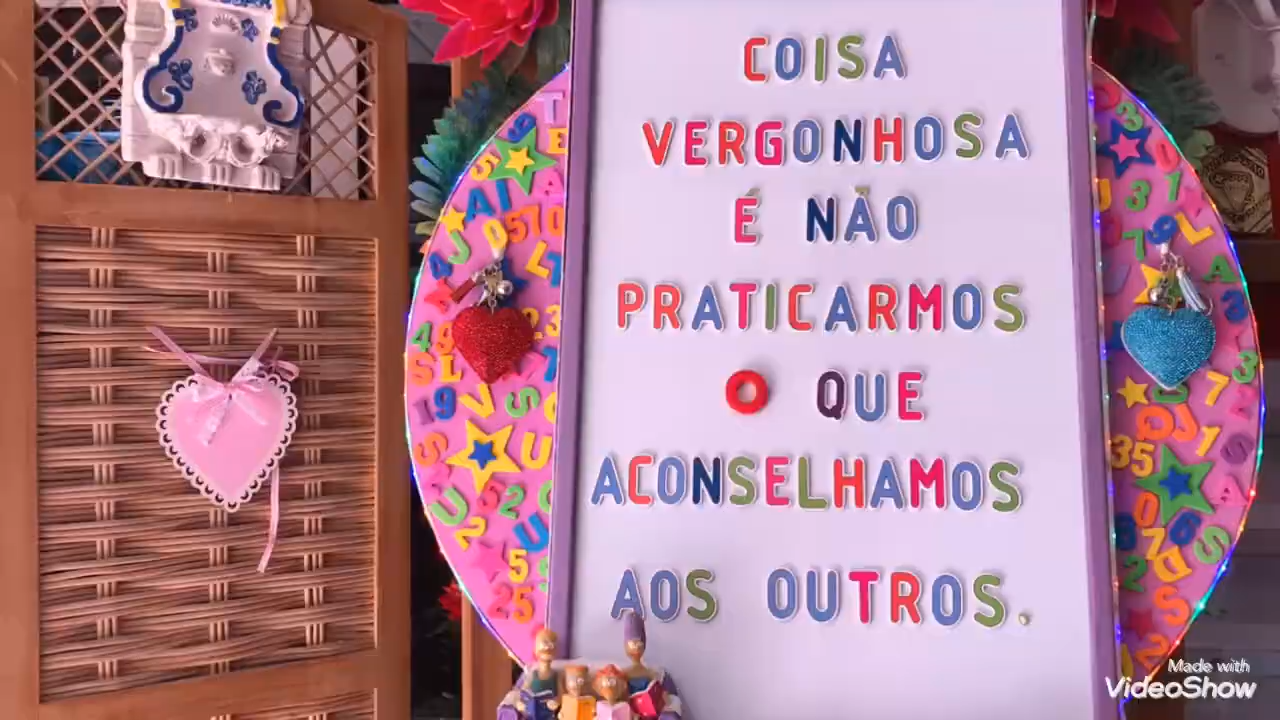 COISA
VERGONHOSA
É NÃO
PRATICARMOS
O QUE
ACONSELHAMOS
AOS OUTROS.
Made with
VideoShow